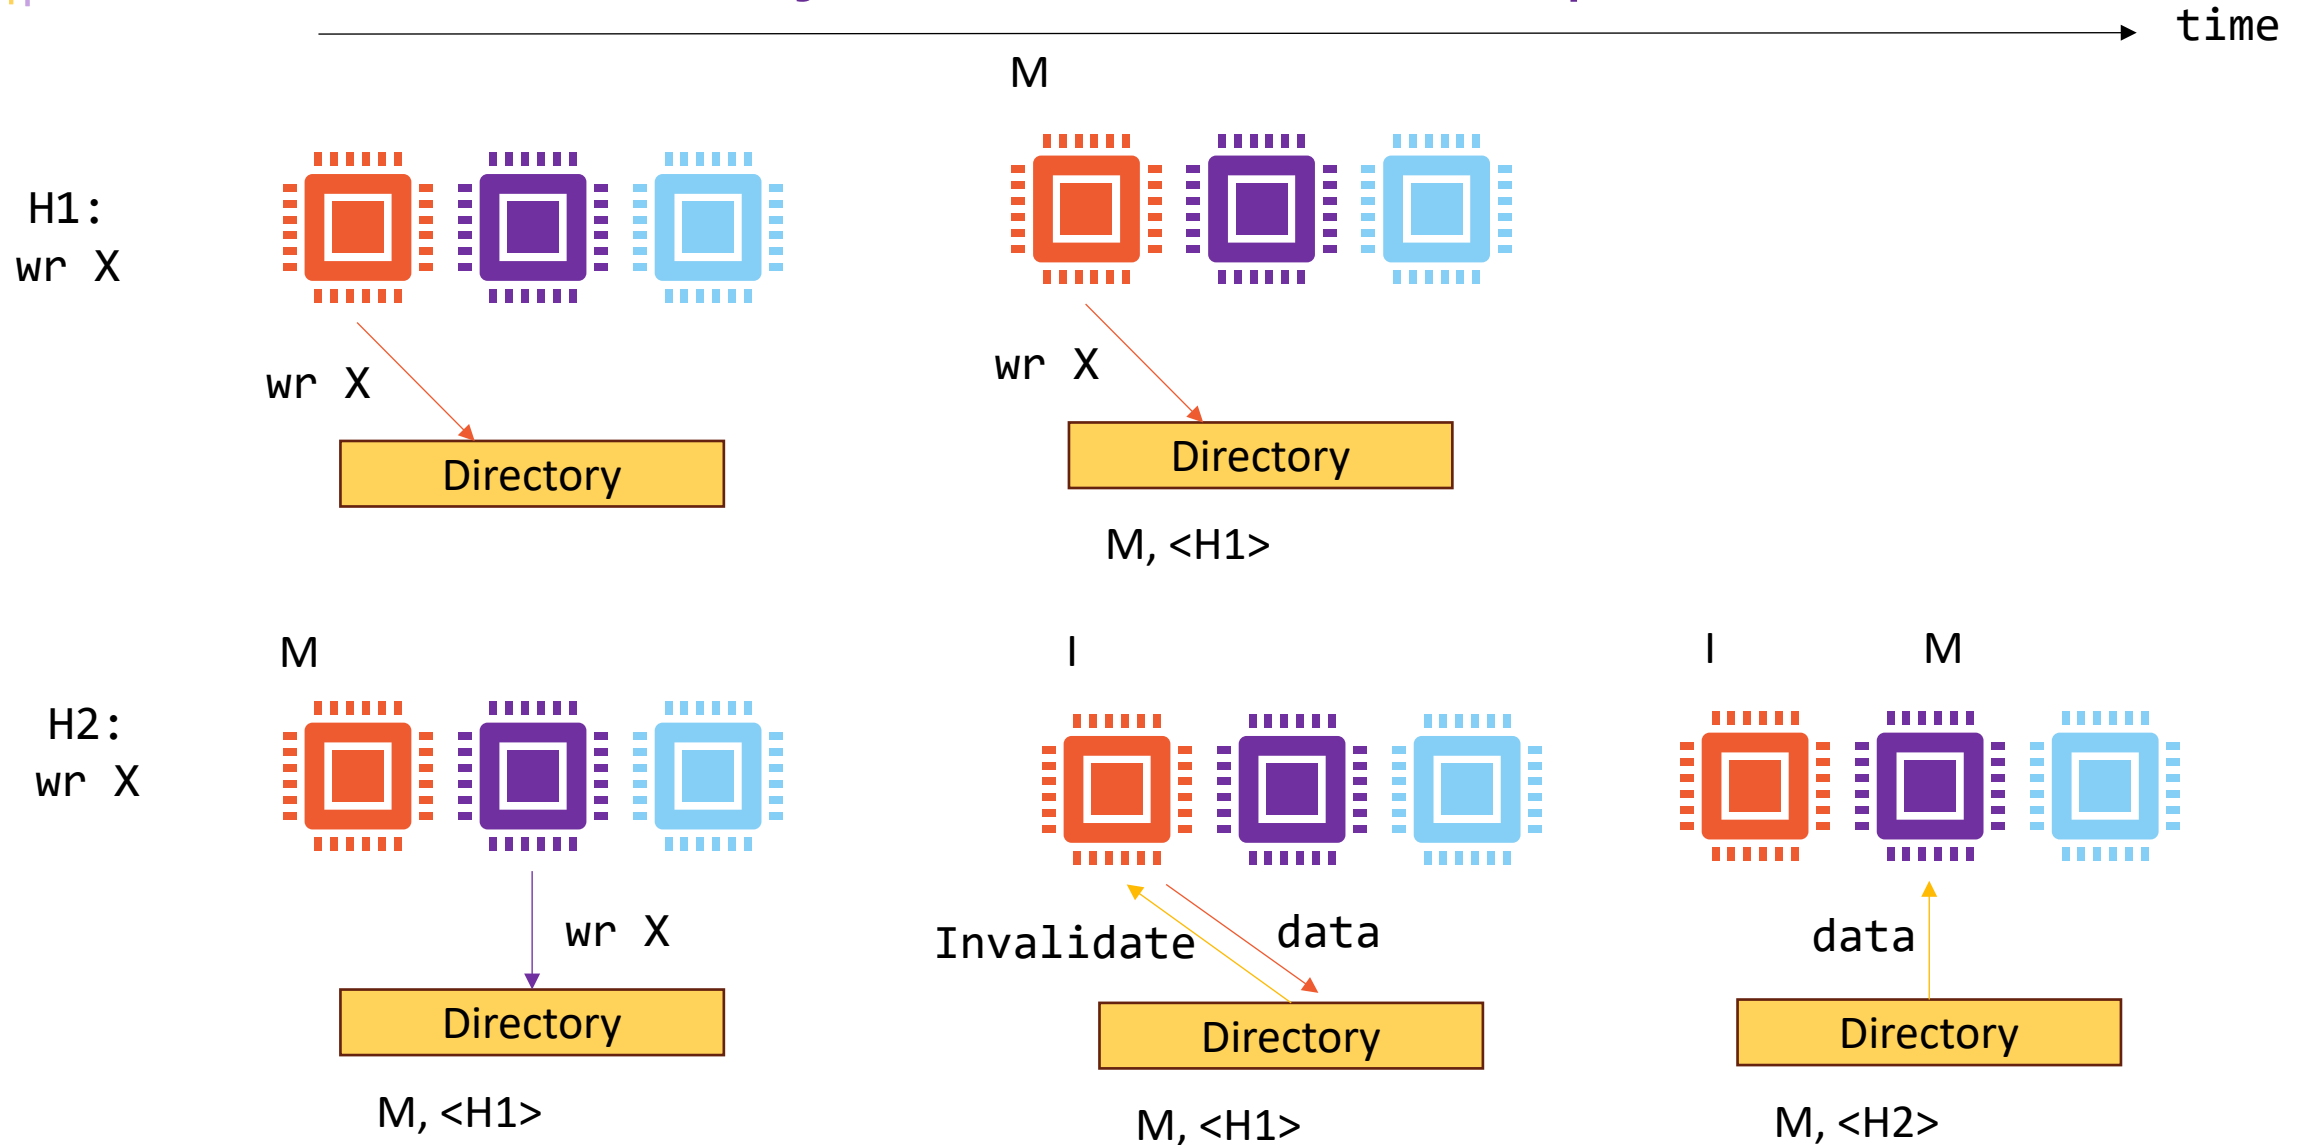 time
M
H1:
wr X
wr X
wr X
Directory
Directory
M, <H1>
M
I
I
M
H2:
wr X
wr X
Invalidate
data
data
Directory
Directory
Directory
M, <H1>
M, <H1>
M, <H2>